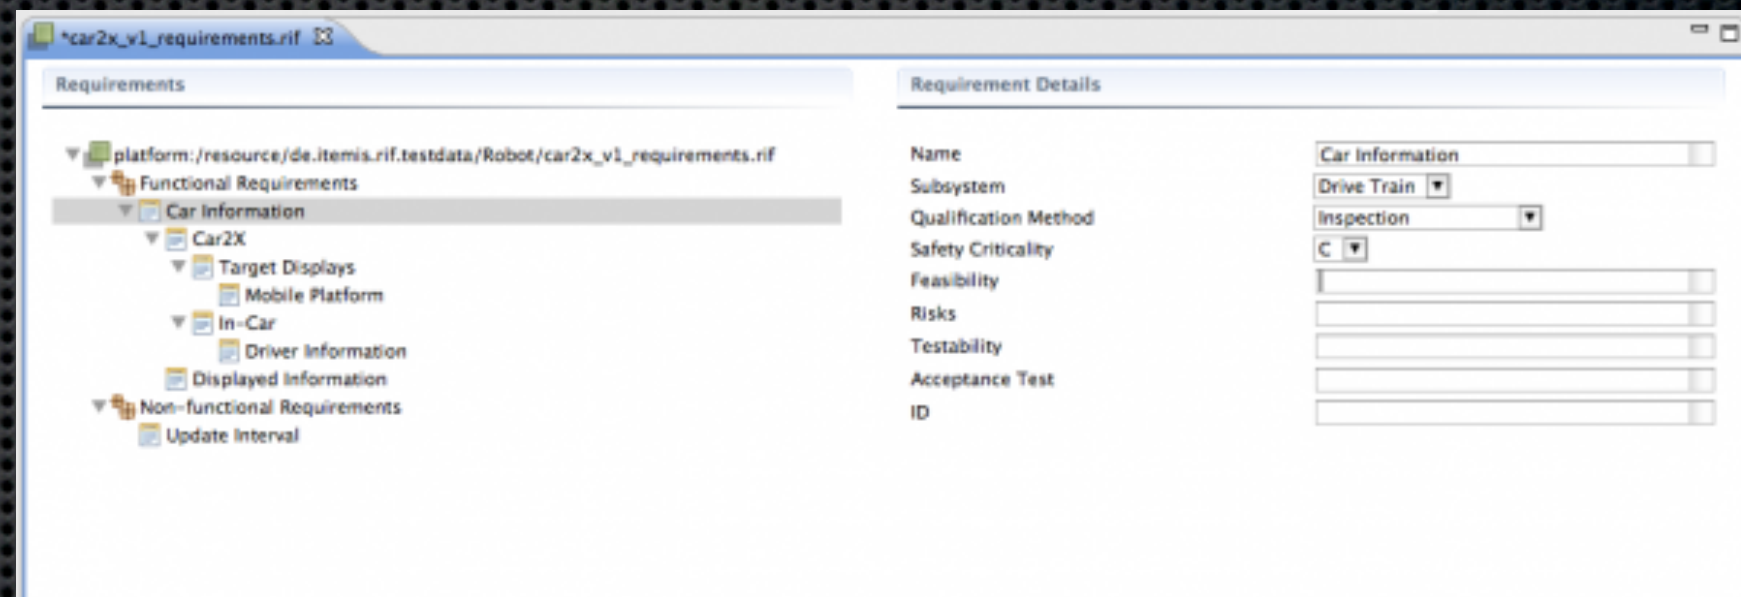 *car2x_v1_requirements.rif
Requirements
platform:/resource/de.itemis.rif.testdata/Robot/car2x_v1_requirements.rif
Functional Requirements
Car Information
Car2X
Target Displays
Mobile Platform
In-Car
Driver Information
Displayed Information
Non-functional Requirements
Update Interval
Requirement Details
Name Car Information
Subsystem Drive Train
Qualification Method Inspection
Safety Criticality C
Feasibility
Risks
Testability
Acceptance Test
ID